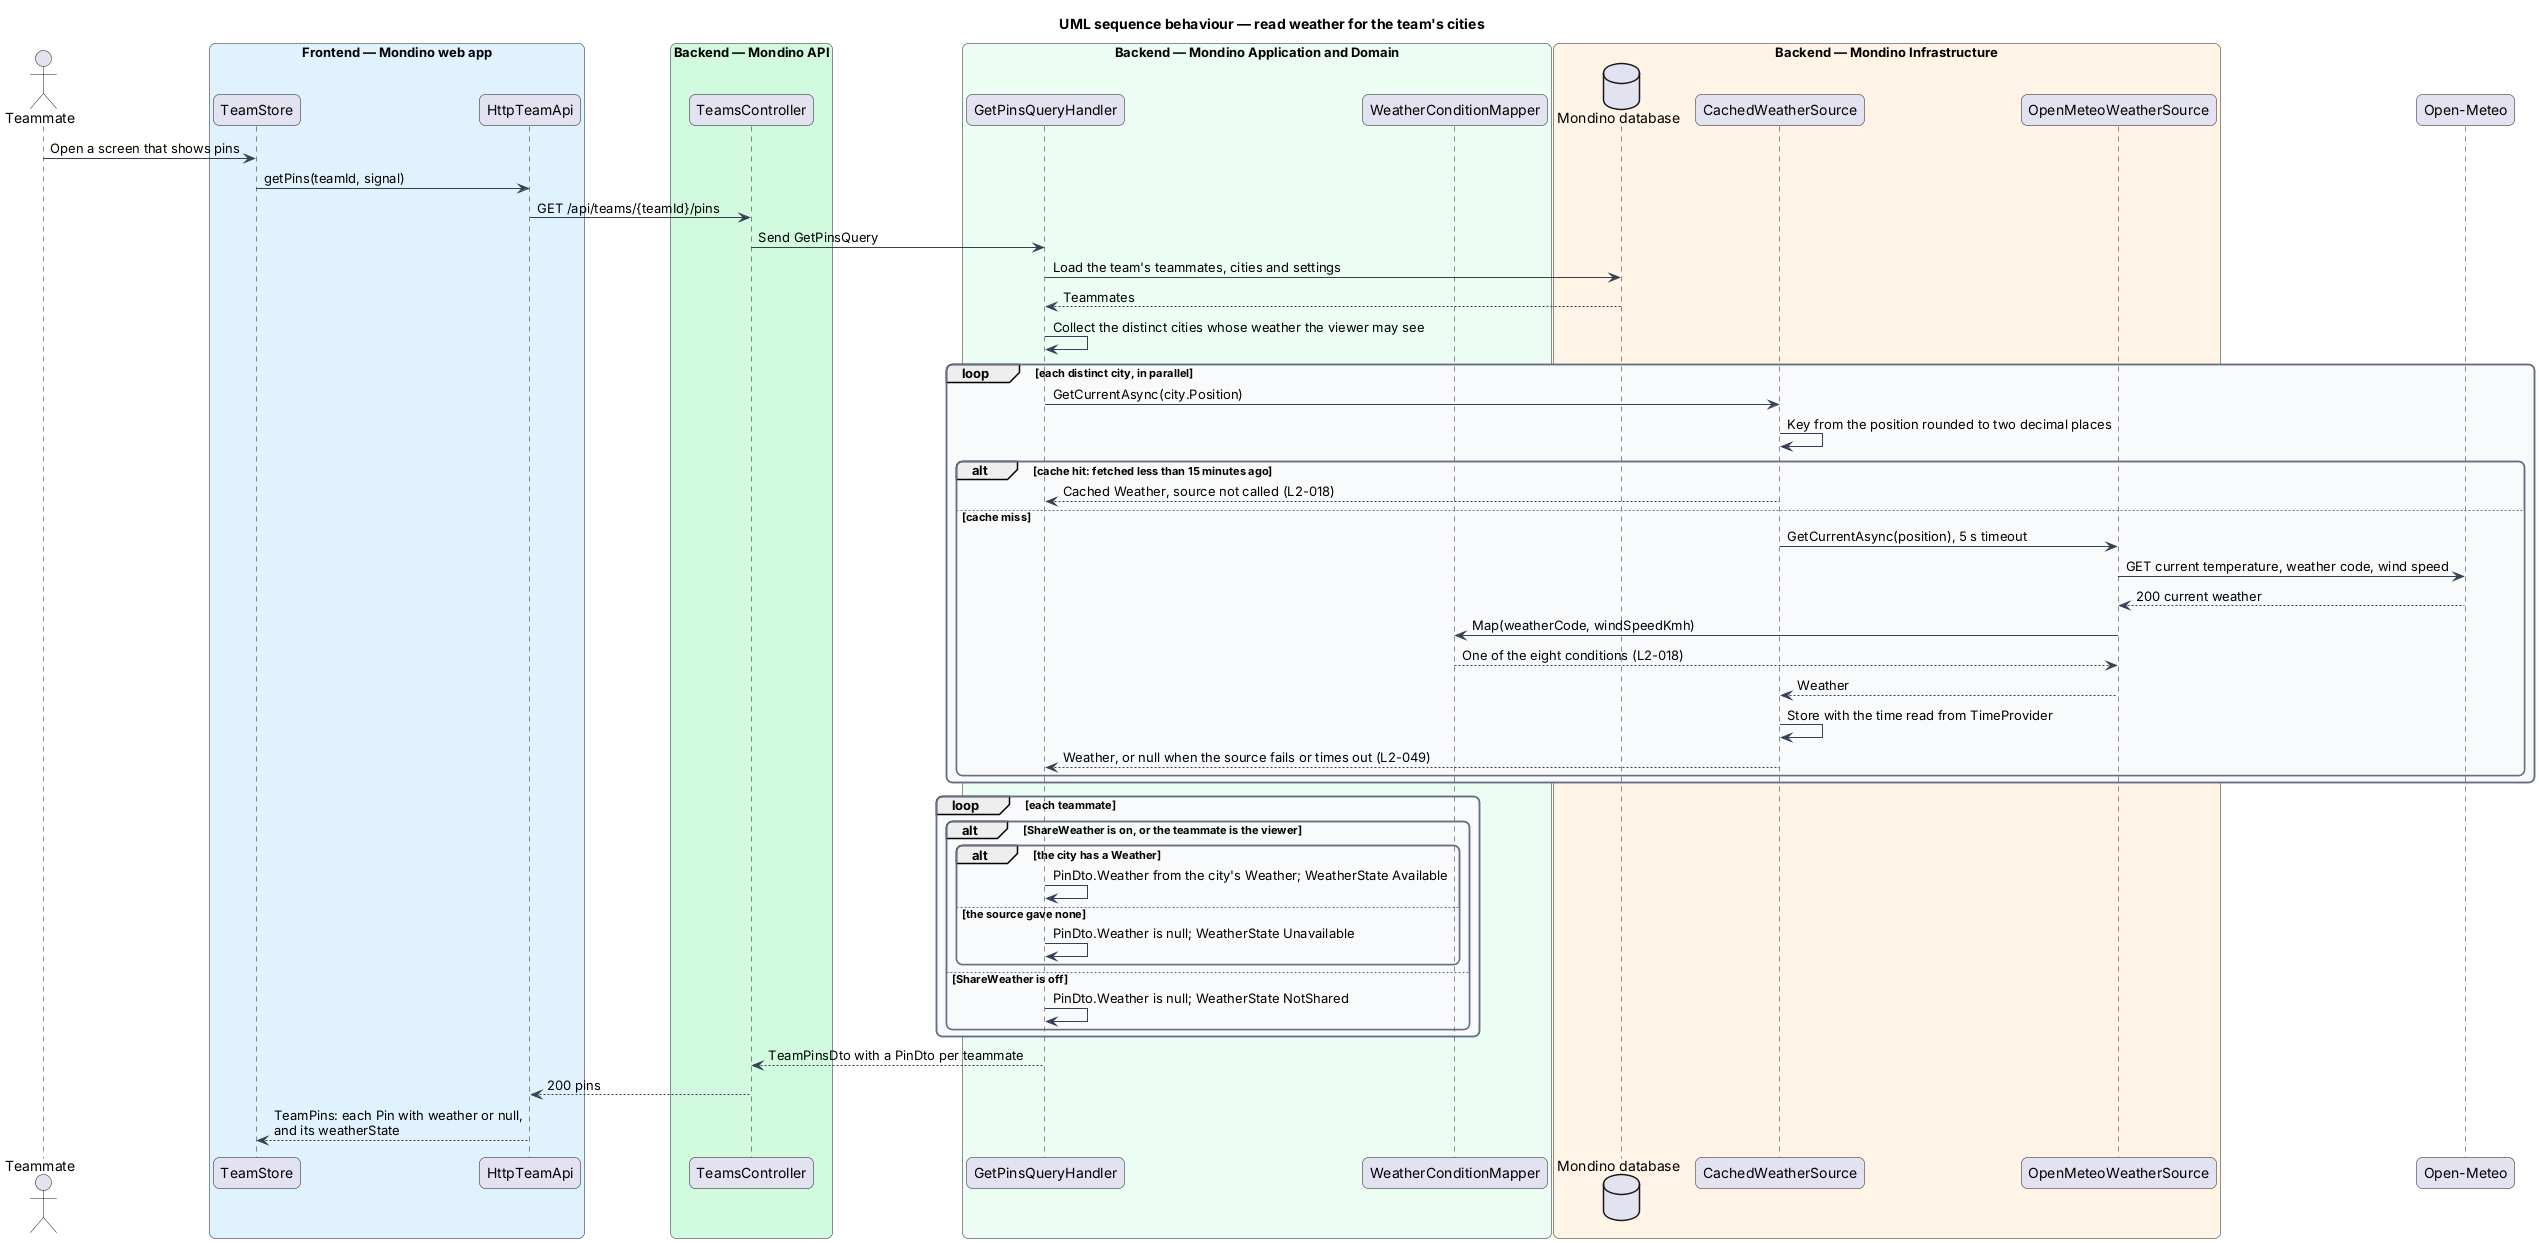 UML sequence behaviour — read weather for the team's cities
Frontend — Mondino web app
Backend — Mondino API
Backend — Mondino Application and Domain
Backend — Mondino Infrastructure
Teammate
TeamStore
HttpTeamApi
TeamsController
GetPinsQueryHandler
WeatherConditionMapper
Mondino database
CachedWeatherSource
OpenMeteoWeatherSource
Open-Meteo
Open a screen that shows pins
getPins(teamId, signal)
GET /api/teams/{teamId}/pins
Send GetPinsQuery
Load the team's teammates, cities and settings
Teammates
Collect the distinct cities whose weather the viewer may see
loop [each distinct city, in parallel]
GetCurrentAsync(city.Position)
Key from the position rounded to two decimal places
alt [cache hit: fetched less than 15 minutes ago]
Cached Weather, source not called (L2-018)
[cache miss]
GetCurrentAsync(position), 5 s timeout
GET current temperature, weather code, wind speed
200 current weather
Map(weatherCode, windSpeedKmh)
One of the eight conditions (L2-018)
Weather
Store with the time read from TimeProvider
Weather, or null when the source fails or times out (L2-049)
loop [each teammate]
alt [ShareWeather is on, or the teammate is the viewer]
alt [the city has a Weather]
PinDto.Weather from the city's Weather; WeatherState Available
[the source gave none]
PinDto.Weather is null; WeatherState Unavailable
[ShareWeather is off]
PinDto.Weather is null; WeatherState NotShared
TeamPinsDto with a PinDto per teammate
200 pins
TeamPins: each Pin with weather or null,
and its weatherState
Teammate
TeamStore
HttpTeamApi
TeamsController
GetPinsQueryHandler
WeatherConditionMapper
Mondino database
CachedWeatherSource
OpenMeteoWeatherSource
Open-Meteo